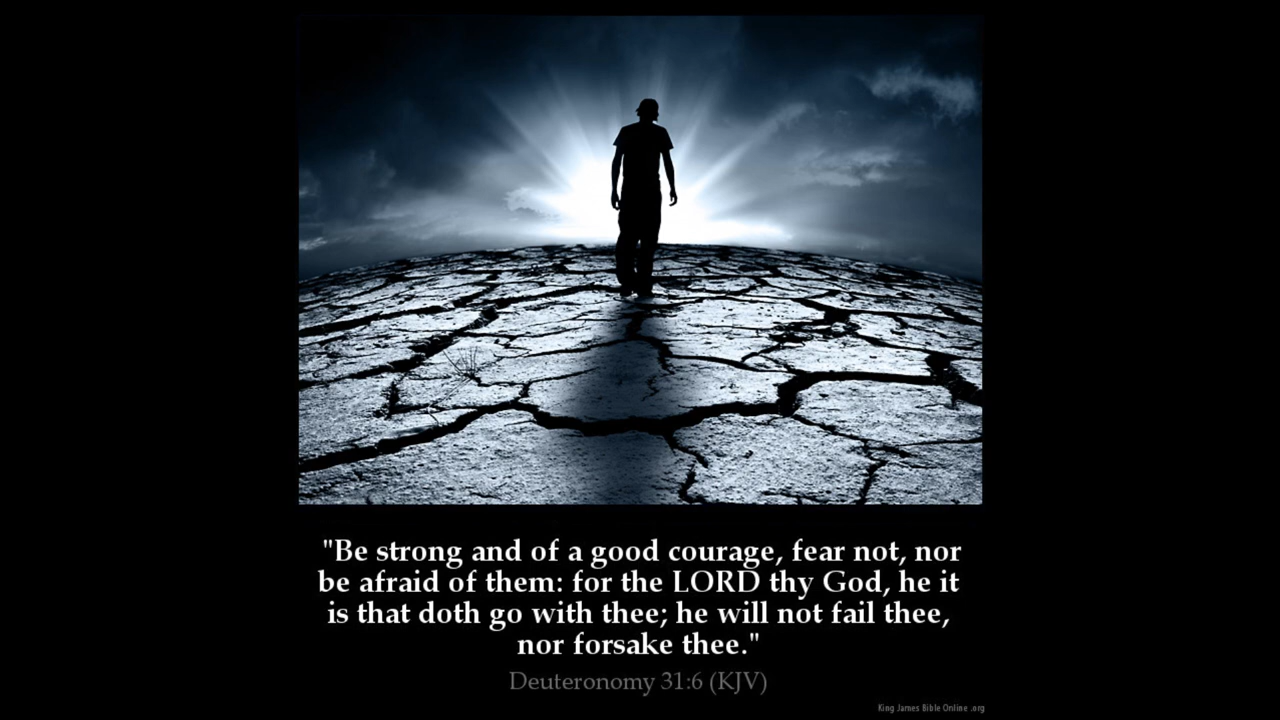 "Be strong and of a good courage, fear not, nor
be afraid of them: for the LORD thy God, he it
is that doth go with thee; he will not fail thee,
nor forsake thee."
Deuteronomy 31:6 (KJV)
King James Bible Online .org